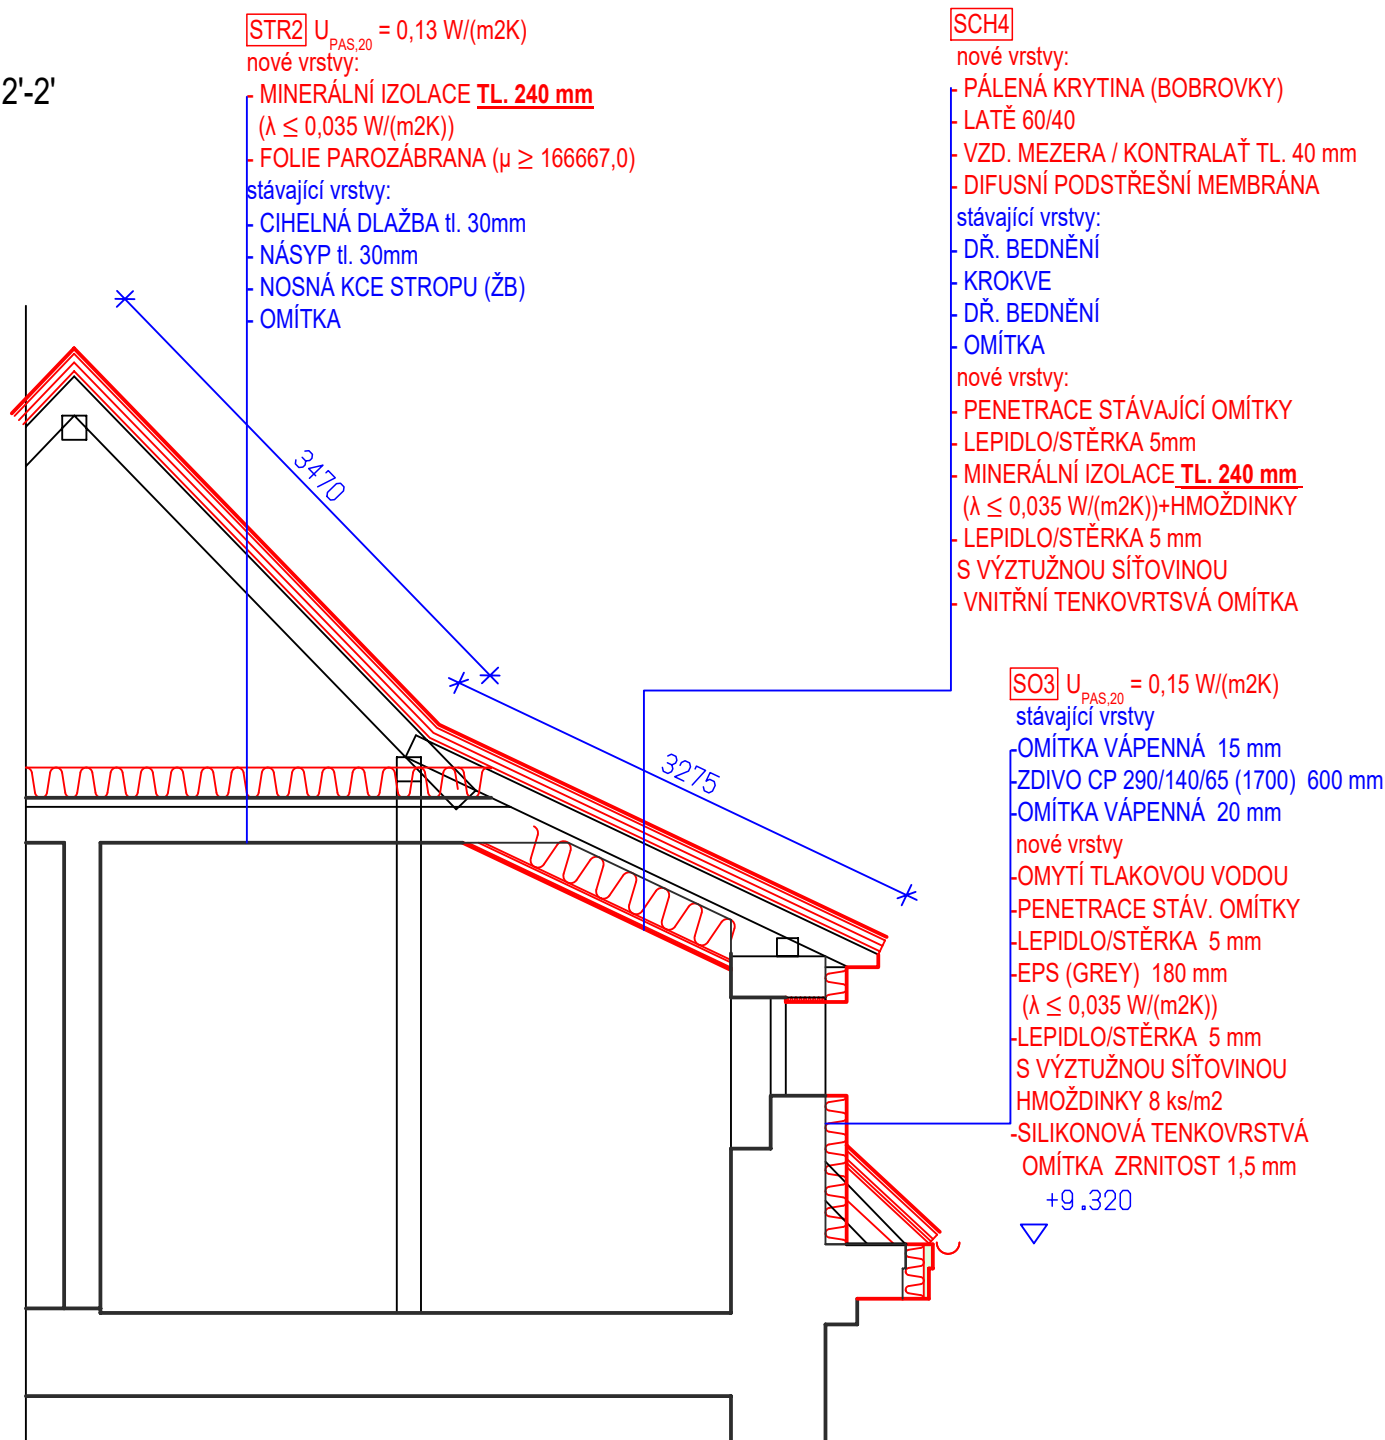 2'-2'
STR2 U PAS,20 = 0,13 W/(m2K)
nové vrstvy:
- MINERÁLNÍ IZOLACE TL. 240 mm
(λ ≤ 0,035 W/(m2K))
- FOLIE PAROZÁBRANA (μ ≥ 166667,0)
stávající vrstvy:
- CIHELNÁ DLAŽBA tl. 30mm
- NÁSYP tl. 30mm
- NOSNÁ KCE STROPU (ŽB)
- OMÍTKA
SCH4
nové vrstvy:
- PÁLENÁ KRYTINA (BOBROVKY)
- LATĚ 60/40
- VZD. MEZERA / KONTRALAŤ TL. 40 mm
- DIFUSNÍ PODSTŘEŠNÍ MEMBRÁNA
stávající vrstvy:
- DŘ. BEDNĚNÍ
- KROKVE
- DŘ. BEDNĚNÍ
- OMÍTKA
nové vrstvy:
- PENETRACE STÁVAJÍCÍ OMÍTKY
- LEPIDLO/STĚRKA 5mm
- MINERÁLNÍ IZOLACE TL. 240 mm
(λ ≤ 0,035 W/(m2K))+HMOŽDINKY
- LEPIDLO/STĚRKA 5 mm
S VÝZTUŽNOU SÍŤOVINOU
- VNITŘNÍ TENKOVRTSVÁ OMÍTKA
3470
3275
SO3 U PAS,20 = 0,15 W/(m2K)
stávající vrstvy
-OMÍTKA VÁPENNÁ 15 mm
-ZDIVO CP 290/140/65 (1700) 600 mm
-OMÍTKA VÁPENNÁ 20 mm
nové vrstvy
-OMYTÍ TLAKOVOU VODOU
-PENETRACE STÁV. OMÍTKY
-LEPIDLO/STĚRKA 5 mm
-EPS (GREY) 180 mm
(λ ≤ 0,035 W/(m2K))
-LEPIDLO/STĚRKA 5 mm
S VÝZTUŽNOU SÍŤOVINOU
HMOŽDINKY 8 ks/m2
-SILIKONOVÁ TENKOVRSTVÁ
OMÍTKA ZRNITOST 1,5 mm
+9.320